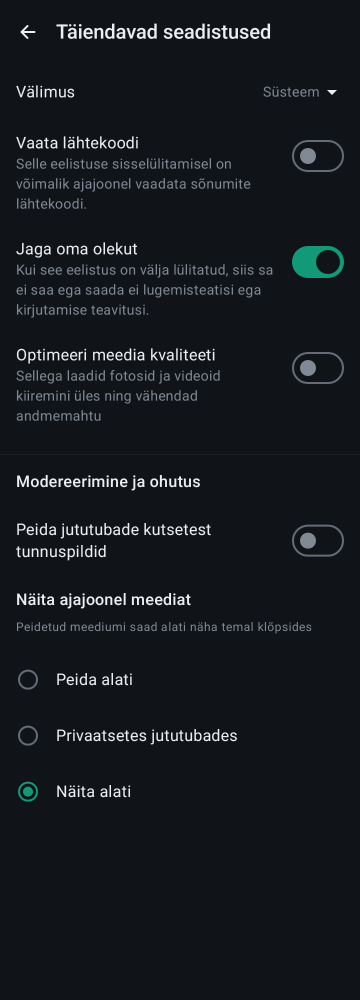 Täiendavad seadistused
Välimus
Süsteem
Vaata lähtekoodi
Selle eelistuse sisselülitamisel on
võimalik ajajoonel vaadata sõnumite
lähtekoodi.
Jaga oma olekut
Kui see eelistus on välja lülitatud, siis sa
ei saa ega saada ei lugemisteatisi ega
kirjutamise teavitusi.
Optimeeri meedia kvaliteeti
Sellega laadid fotosid ja videoid
kiiremini üles ning vähendad
andmemahtu
Modereerimine ja ohutus
Peida jututubade kutsetest
tunnuspildid
Näita ajajoonel meediat
Peidetud meediumi saad alati näha temal klõpsides
Peida alati
Privaatsetes jututubades
Näita alati